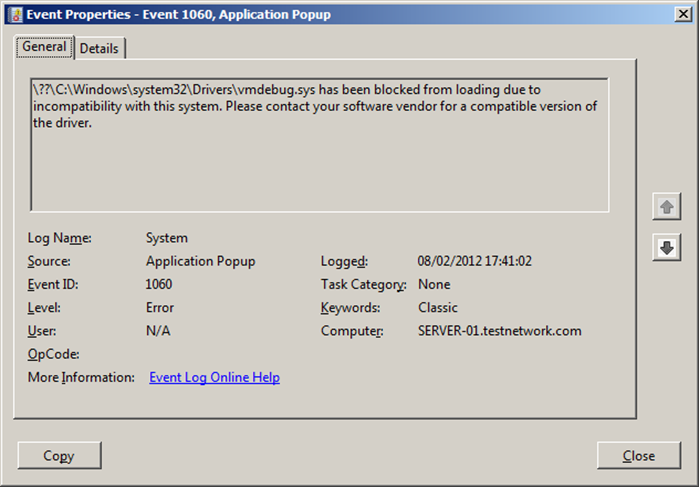 Event Properties - Event 1060, Application Popup
General Details
\??\C:\Windows\system32\Drivers\vmdebug.sys has been blocked from loading due to
incompatibility with this system. Please contact your software vendor for a compatible version of
the driver.
Log Name: System
Source: Application Popup Logged: 08/02/2012 17:41:02
Event ID: 1060 Task Category: None
Level: Error Keywords: Classic
User: N/A Computer: SERVER-01.testnetwork.com
OpCode:
More Information: Event Log Online Help
Copy Close